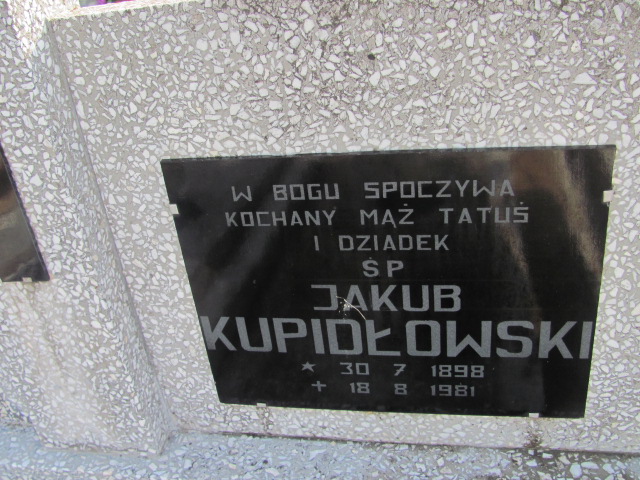 W BOGU SPOCZYWA
KOCHANY MĄŻ TATUŚ
I DZIADEK
ŚP
JAKUB
KUPIDŁOWSKI
* 30 7 1898
+ 18 8 1981